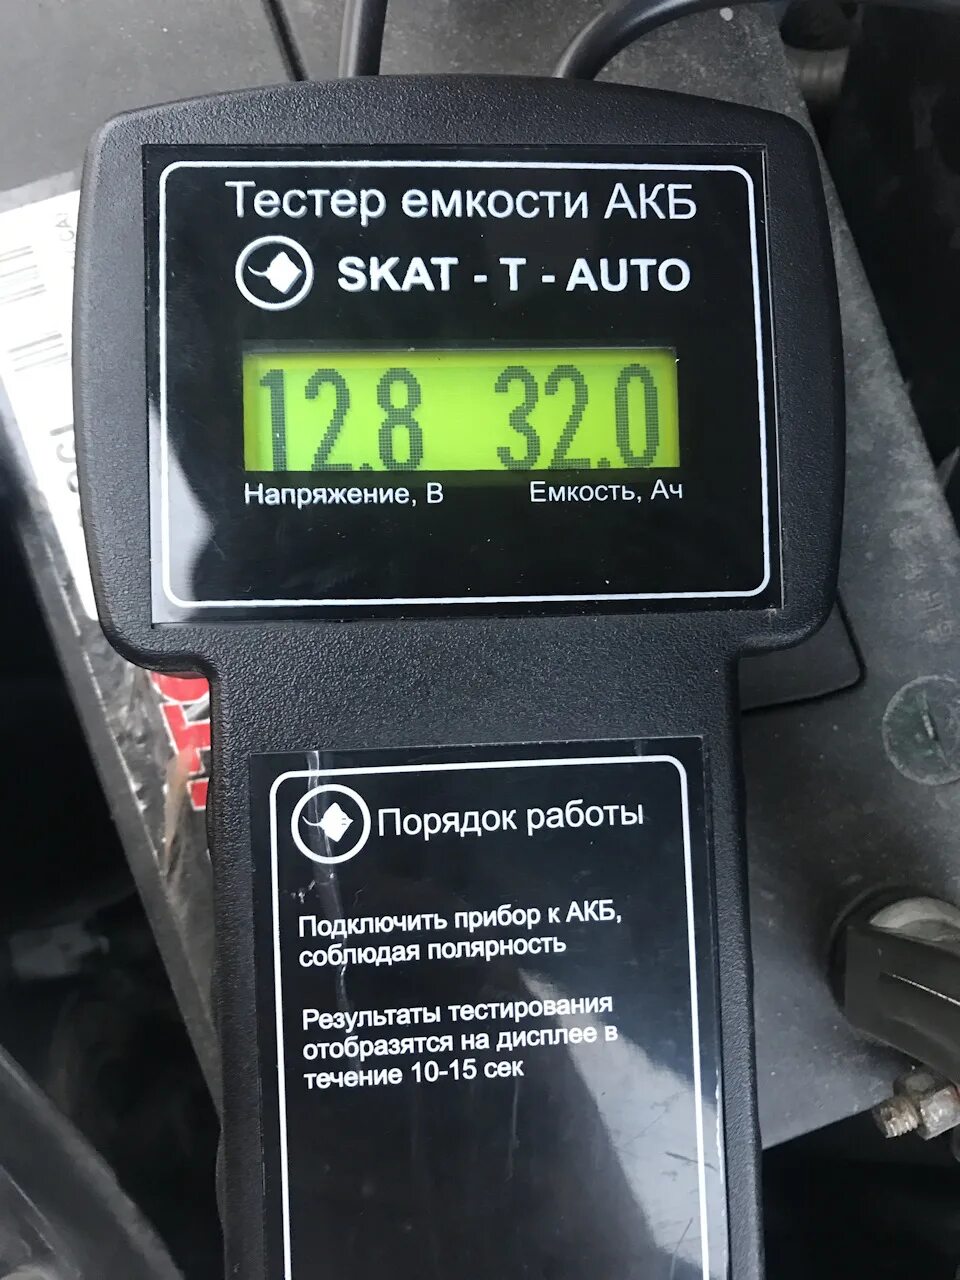 Тестер емкости АКБ
SKAT - T - AUTO
12.8 32.0
Напряжение, В Емкость, Ач
Порядок работы
Подключить прибор к АКБ,
соблюдая полярность
Результаты тестирования
отобразятся на дисплее в
течение 10-15 сек